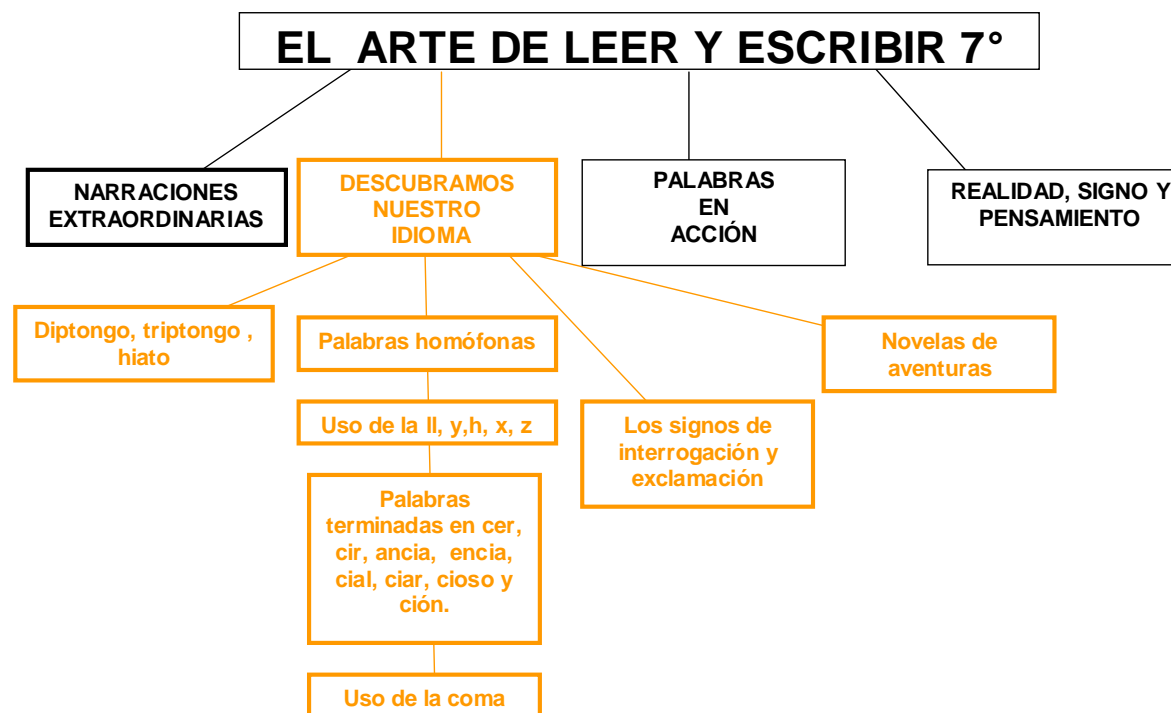 EL ARTE DE LEER Y ESCRIBIR 7°
NARRACIONES
EXTRAORDINARIAS
DESCUBRAMOS
NUESTRO
IDIOMA
PALABRAS
EN
ACCIÓN
REALIDAD, SIGNO Y
PENSAMIENTO
Diptongo, triptongo ,
hiato
Palabras homófonas
Novelas de
aventuras
Uso de la ll, y,h, x, z
Los signos de
interrogación y
exclamación
Palabras
terminadas en cer,
cir, ancia, encia,
cial, ciar, cioso y
ción.
Uso de la coma